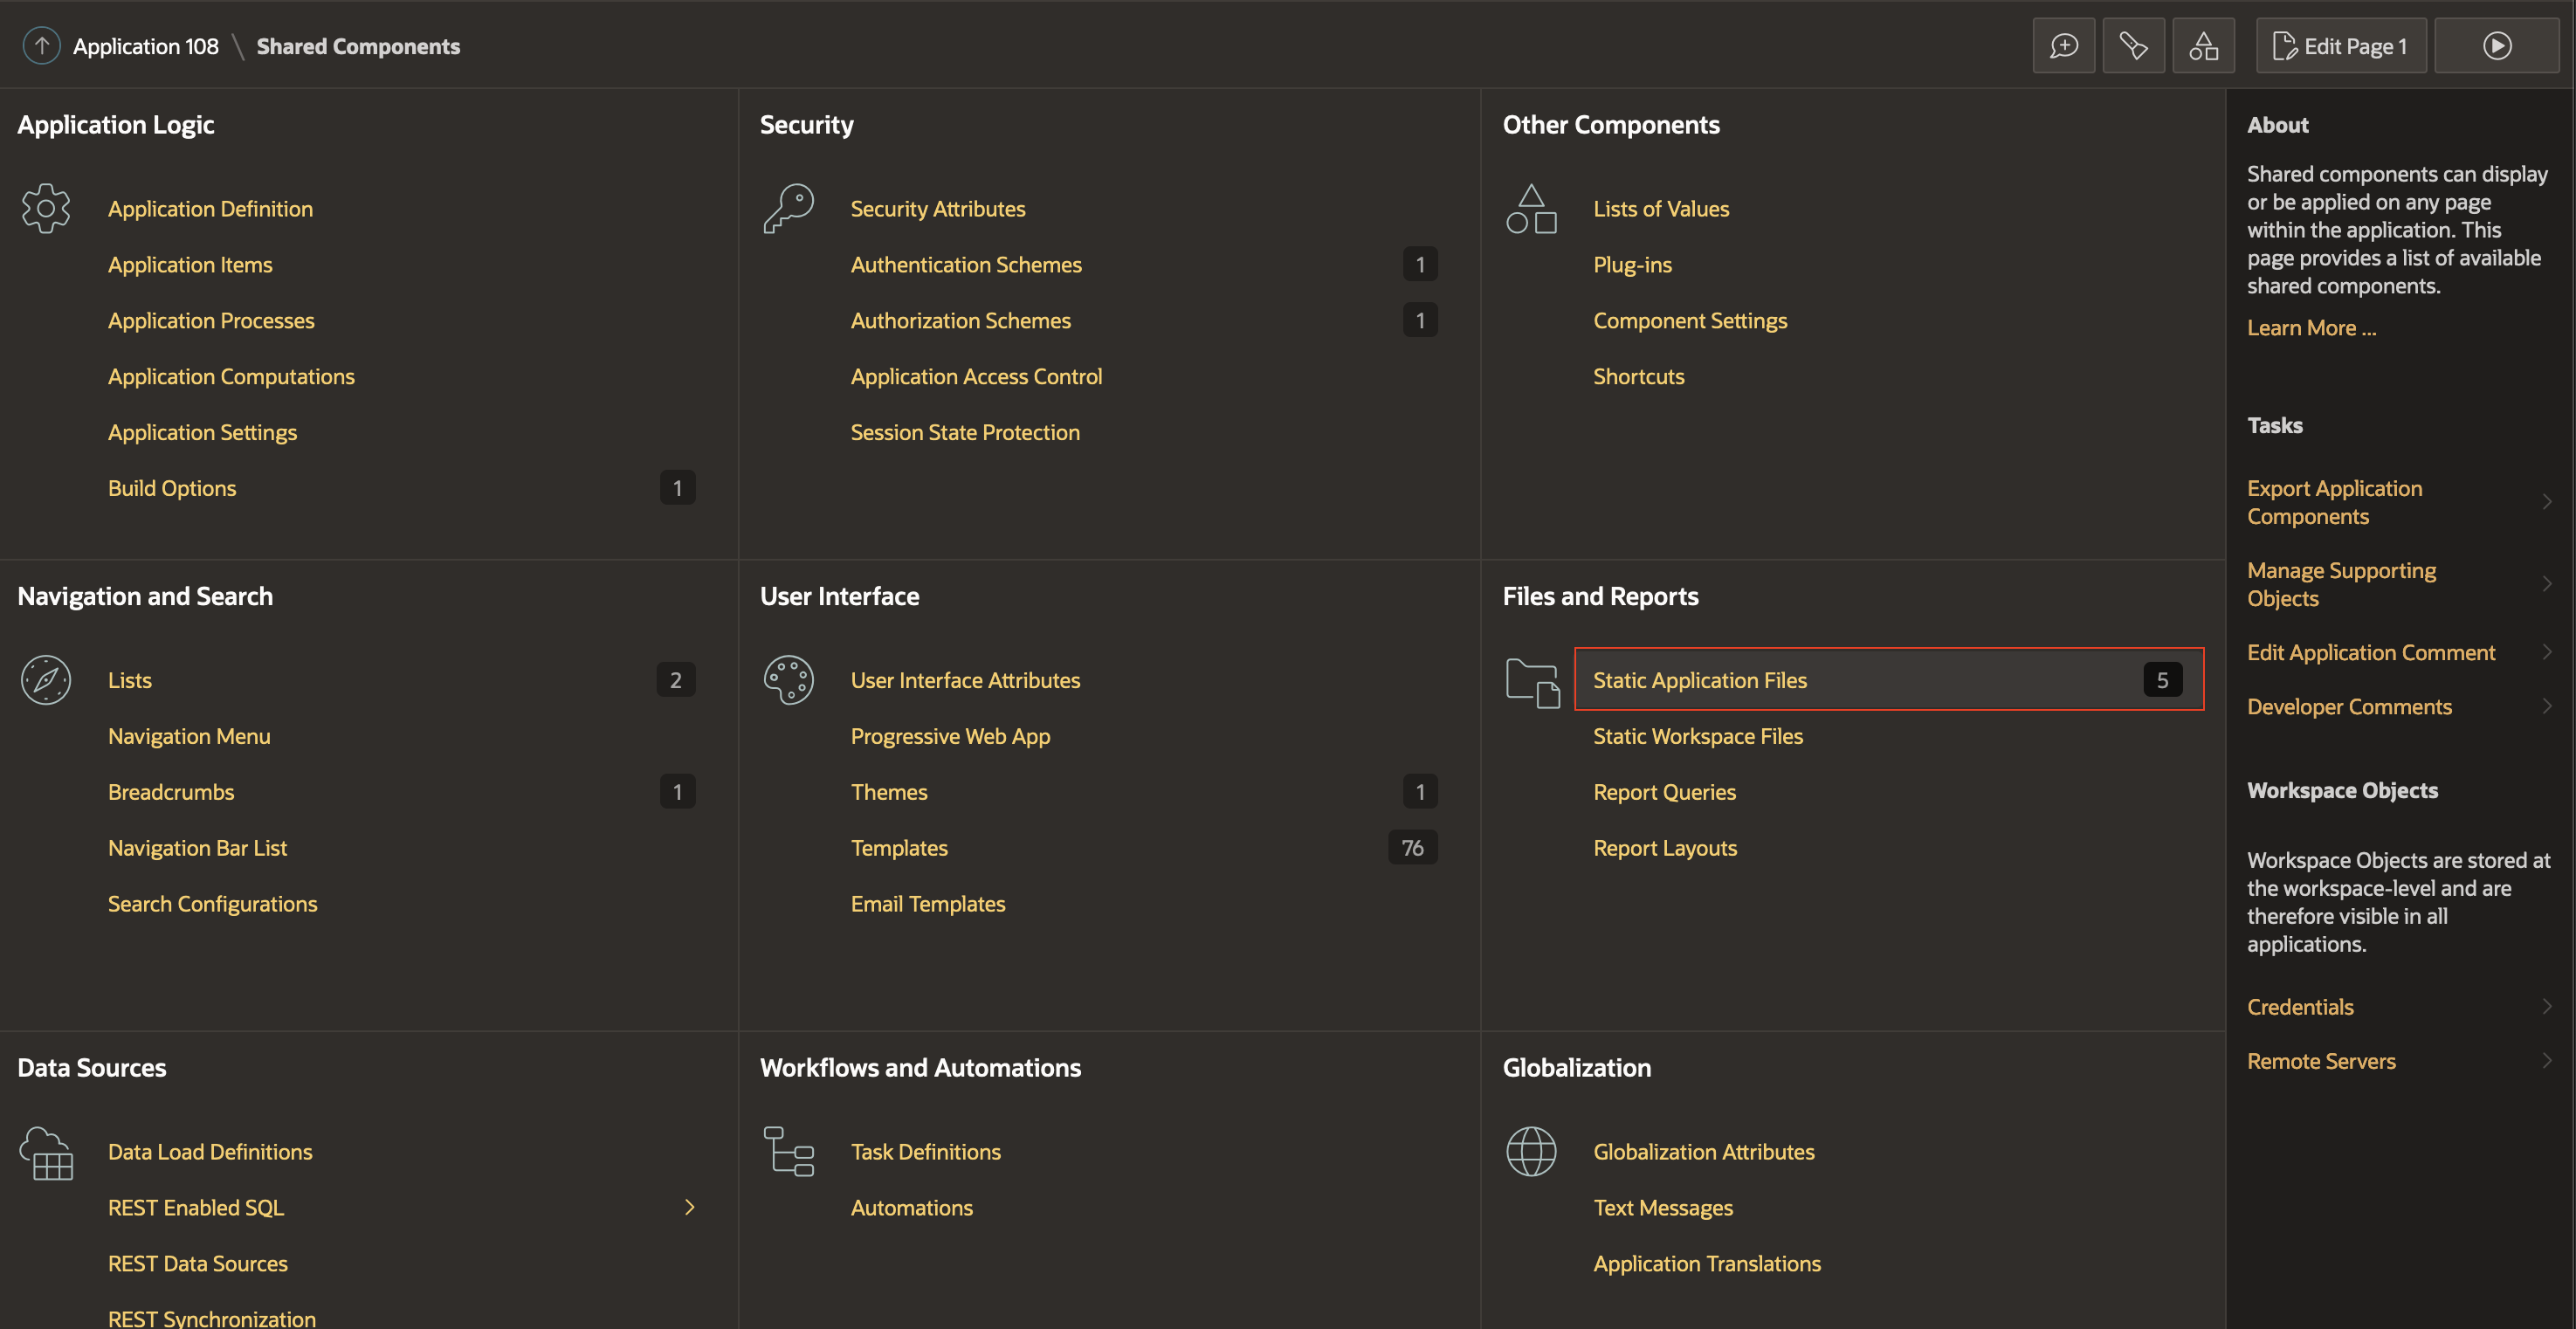 Application 108 \ Shared Components
Edit Page 1
Application Logic
Application Definition
Application Items
Application Processes
Application Computations
Application Settings
Build Options 1
Security
Security Attributes
Authentication Schemes 1
Authorization Schemes 1
Application Access Control
Session State Protection
Other Components
Lists of Values
Plug-ins
Component Settings
Shortcuts
Navigation and Search
Lists 2
Navigation Menu
Breadcrumbs 1
Navigation Bar List
Search Configurations
User Interface
User Interface Attributes
Progressive Web App
Themes 1
Templates 76
Email Templates
Files and Reports
Static Application Files 5
Static Workspace Files
Report Queries
Report Layouts
Data Sources
Data Load Definitions
REST Enabled SQL
REST Data Sources
REST Synchronization
Workflows and Automations
Task Definitions
Automations
Globalization
Globalization Attributes
Text Messages
Application Translations
About
Shared components can display
or be applied on any page
within the application. This
page provides a list of available
shared components.
Learn More ...
Tasks
Export Application
Components
Manage Supporting
Objects
Edit Application Comment
Developer Comments
Workspace Objects
Workspace Objects are stored at
the workspace-level and are
therefore visible in all
applications.
Credentials
Remote Servers